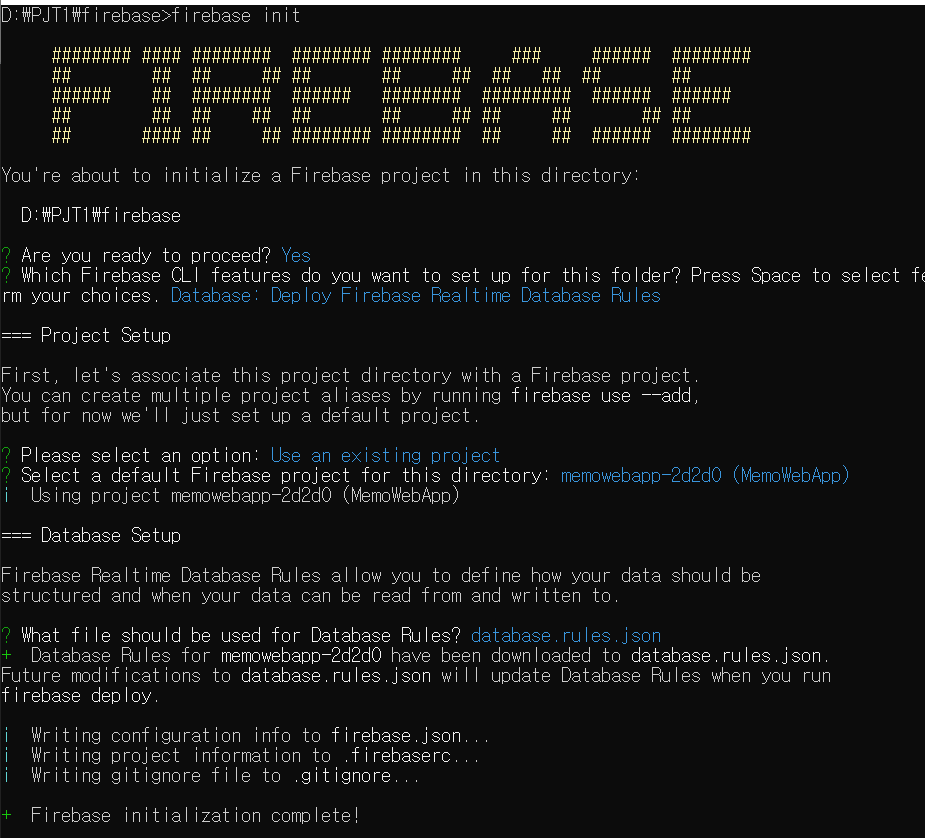 D:₩PJT1₩firebase>firebase init
######## #### ######## ######## ########     ###     ######  ########
##        ##  ##     ## ##       ##     ##  ##   ##  ##       ##
######    ##  ########  ######   ########  #########  ######  ######
##        ##  ##    ##  ##       ##     ## ##     ##       ## ##
##       #### ##     ## ######## ########  ##     ##  ######  ########
You're about to initialize a Firebase project in this directory:
D:₩PJT1₩firebase
? Are you ready to proceed? Yes
? Which Firebase CLI features do you want to set up for this folder? Press Space to select fe
rm your choices. Database: Deploy Firebase Realtime Database Rules
=== Project Setup
First, let's associate this project directory with a Firebase project.
You can create multiple project aliases by running firebase use --add,
but for now we'll just set up a default project.
? Please select an option: Use an existing project
? Select a default Firebase project for this directory: memowebapp-2d2d0 (MemoWebApp)
i  Using project memowebapp-2d2d0 (MemoWebApp)
=== Database Setup
Firebase Realtime Database Rules allow you to define how your data should be
structured and when your data can be read from and written to.
? What file should be used for Database Rules? database.rules.json
+  Database Rules for memowebapp-2d2d0 have been downloaded to database.rules.json.
Future modifications to database.rules.json will update Database Rules when you run
firebase deploy.
i  Writing configuration info to firebase.json...
i  Writing project information to .firebaserc...
i  Writing gitignore file to .gitignore...
+  Firebase initialization complete!